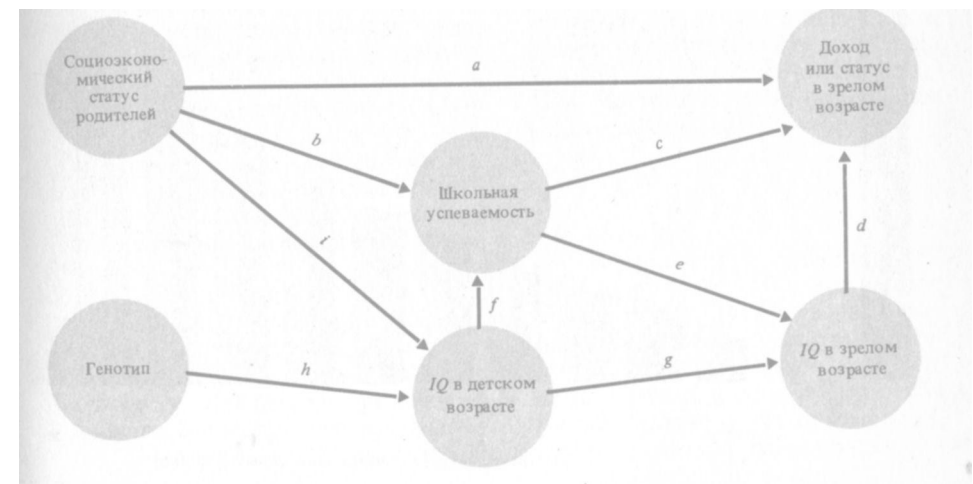 Социоэконо-
мический
статус
родителей
a
Доход
или статус
в зрелом
возрасте
b
c
Школьная
успеваемость
i
d
e
f
Генотип
h
IQ в детском
возрасте
g
IQ в зрелом
возрасте